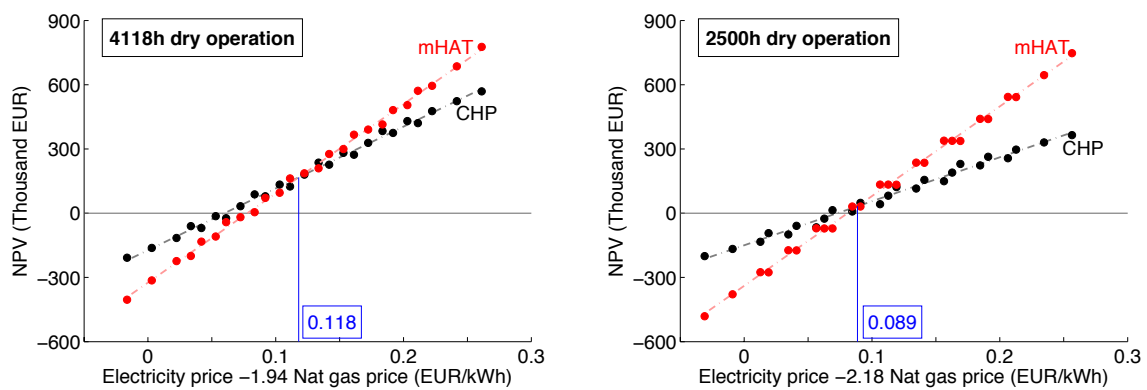 4118h dry operation
mHAT
CHP
900
600
300
0
−300
−600
NPV (Thousand EUR)
0.118
0
0.1
0.2
0.3
Electricity price −1.94 Nat gas price (EUR/kWh)
2500h dry operation
mHAT
CHP
900
600
300
0
−300
−600
NPV (Thousand EUR)
0.089
0
0.1
0.2
0.3
Electricity price −2.18 Nat gas price (EUR/kWh)